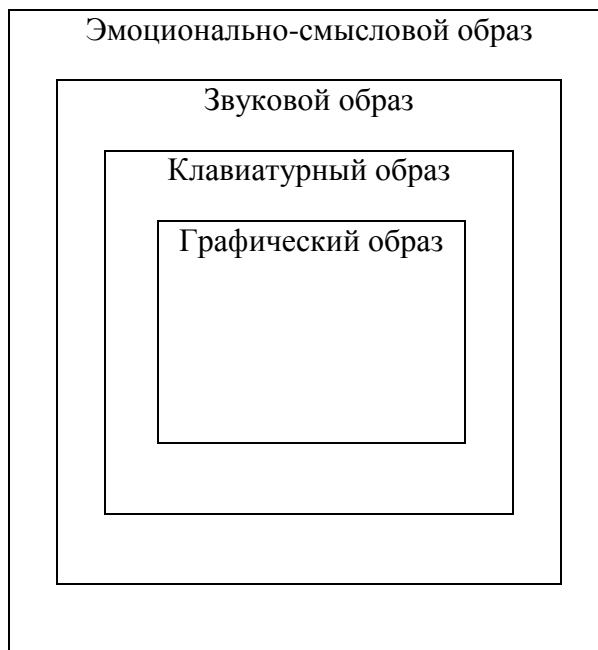 Эмоционально-смысловой образ
Звуковой образ
Клавиатурный образ
Графический образ